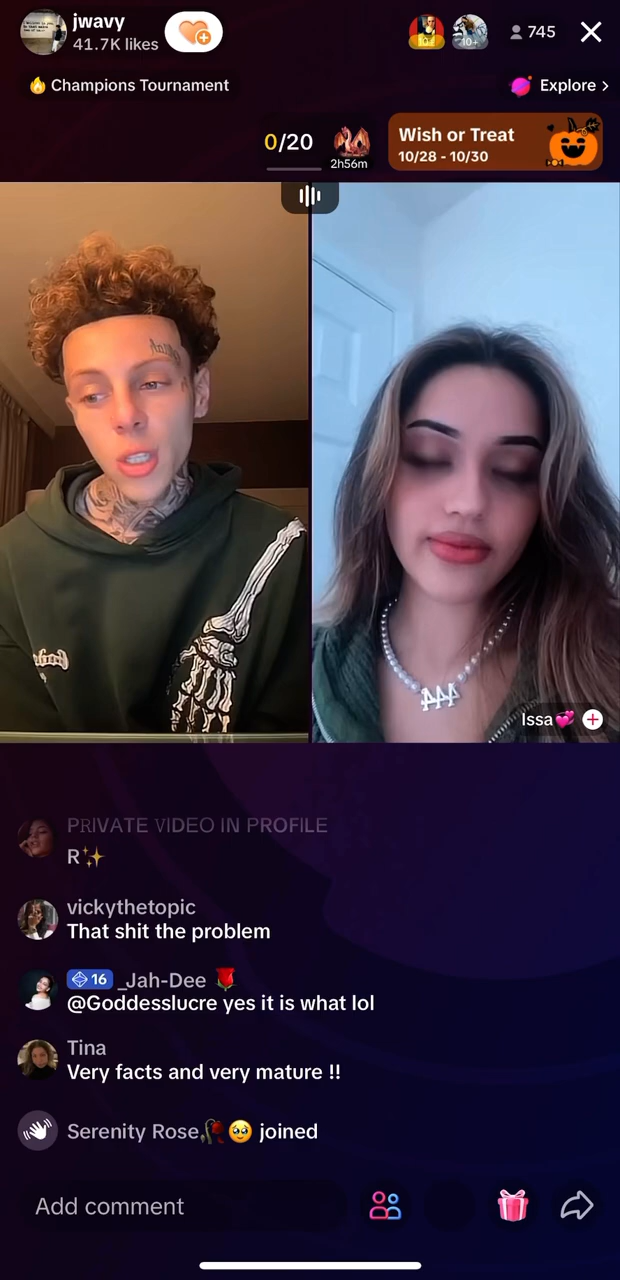 jwavy
41.7K likes
745
Champions Tournament
Explore >
0/20
2h56m
Wish or Treat
10/28 - 10/30
10+
Issa💞
PRIVATE VIDEO IN PROFILE
R✨
vickythetopic
That shit the problem
16 _Jah-Dee 🌹
@Goddesslucre yes it is what lol
Tina
Very facts and very mature !!
Serenity Rose🥀🥹 joined
Add comment